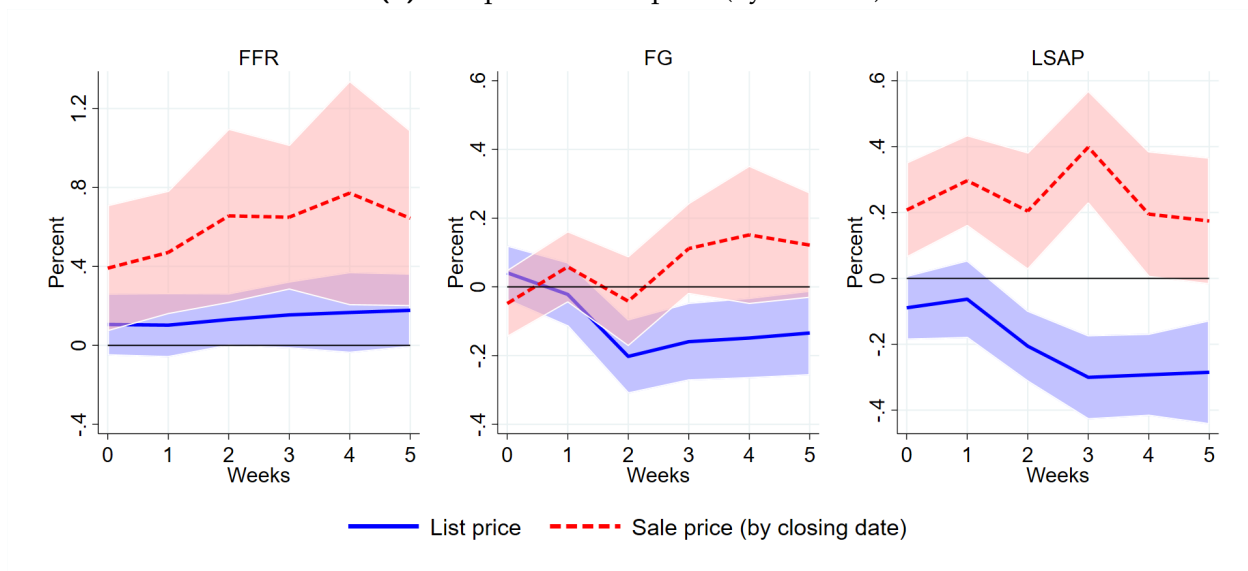 FFR
FG
LSAP
Percent
1.2
.8
.4
0
-.4
0 1 2 3 4 5
Weeks
Percent
.6
.4
.2
0
-.2
-.4
0 1 2 3 4 5
Weeks
Percent
.6
.4
.2
0
-.2
-.4
0 1 2 3 4 5
Weeks
List price
Sale price (by closing date)